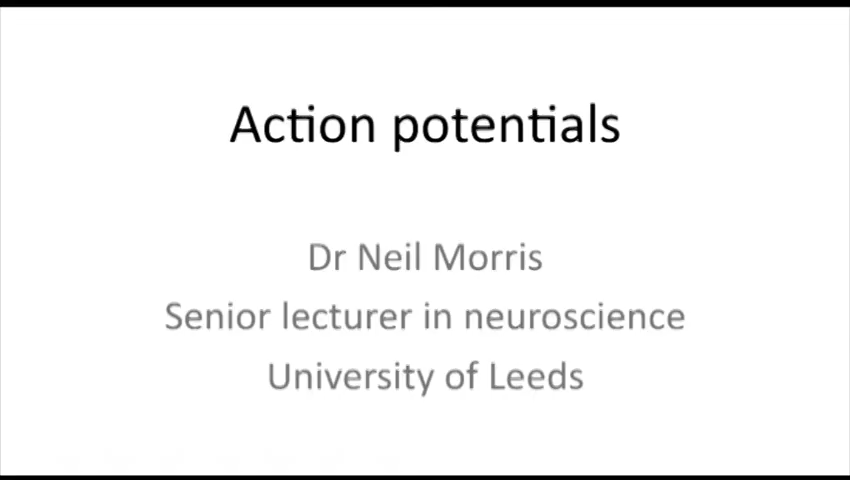 Action potentials
Dr Neil Morris
Senior lecturer in neuroscience
University of Leeds